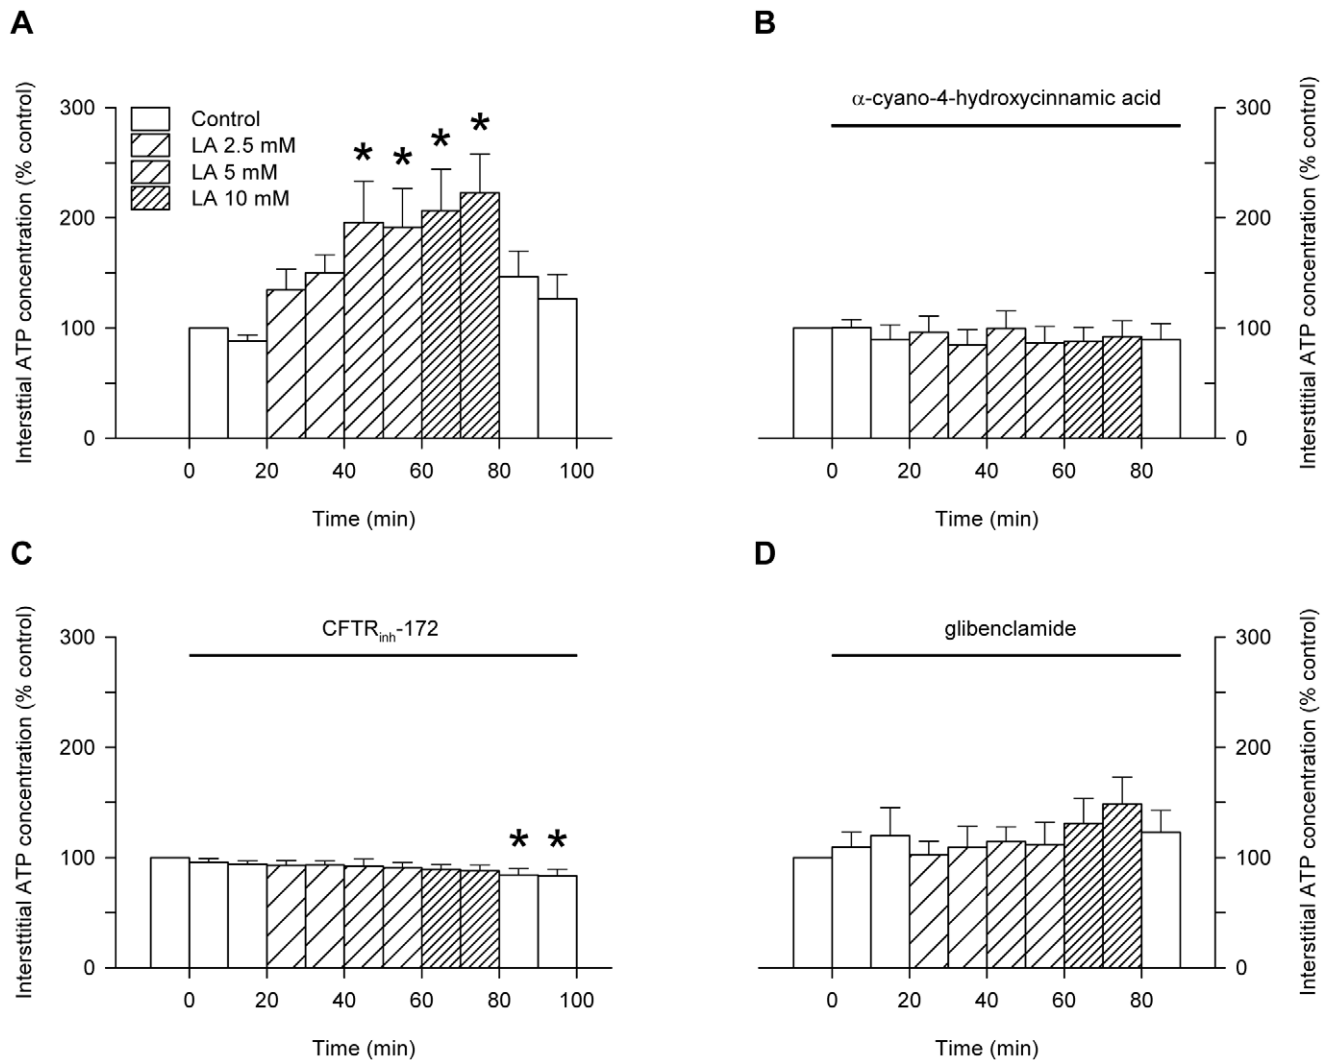 A
Intersttial ATP concentration (% control)
300
200
100
0
Control
LA 2.5 mM
LA 5 mM
LA 10 mM
*
*
*
*
0
20
40
60
80
100
Time (min)
B
α-cyano-4-hydroxycinnamic acid
300
200
100
0
Intersttitial ATP concentration (% control)
0
20
40
60
80
Time (min)
C
Intersttitial ATP concentration (% control)
300
200
100
0
CFTRinh-172
*
*
0
20
40
60
80
100
Time (min)
D
glibenclamide
300
200
100
0
Intersttitial ATP concentration (% control)
0
20
40
60
80
Time (min)